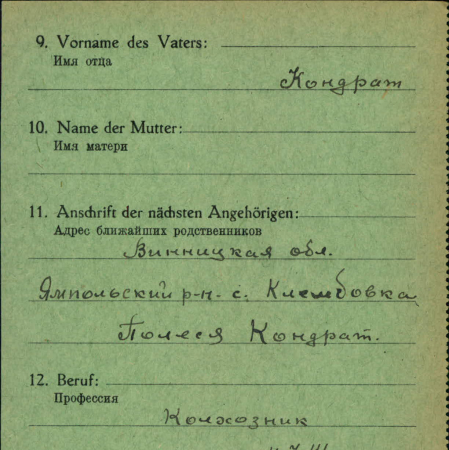 9. Vorname des Vaters:
Имя отца
Кондрат
10. Name der Mutter:
Имя матери
11. Anschrift der nächsten Angehörigen:
Адрес ближайших родственников
Винницкая обл.
Ямпольский р-н- с. Клембовка
Полеся Кондрат.
12. Beruf:
Профессия
Колхозник